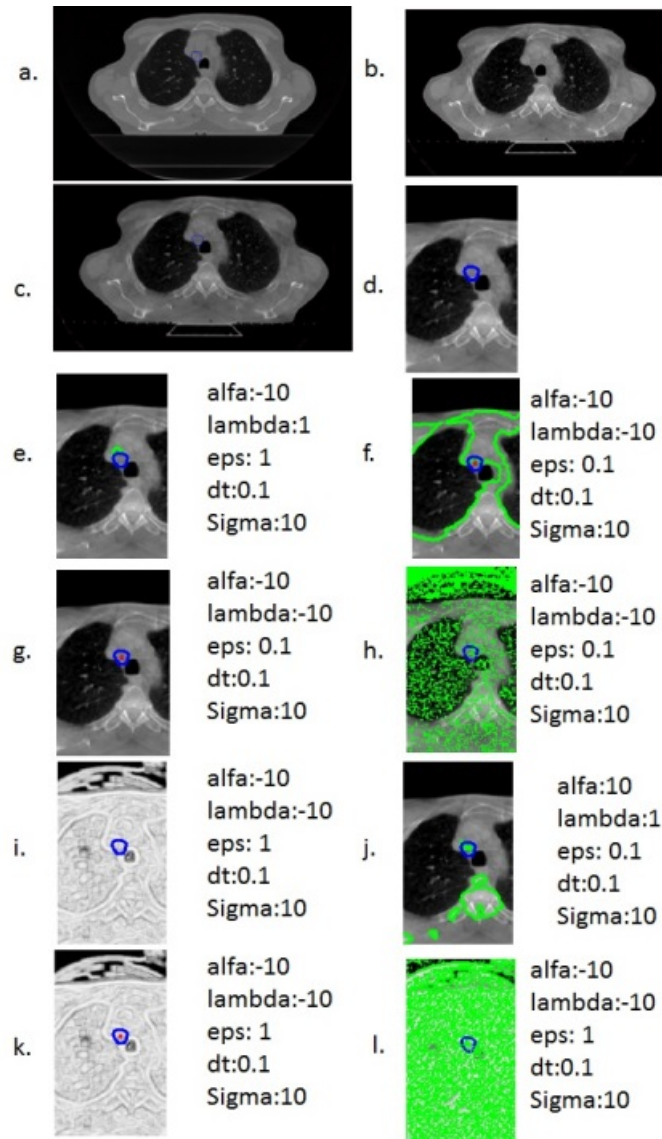 a.
b.
c.
d.
e.
alfa:-10
lambda:1
eps: 1
dt:0.1
Sigma:10
f.
alfa:-10
lambda:-10
eps: 0.1
dt:0.1
Sigma:10
g.
alfa:-10
lambda:-10
eps: 0.1
dt:0.1
Sigma:10
h.
alfa:-10
lambda:-10
eps: 0.1
dt:0.1
Sigma:10
i.
alfa:-10
lambda:-10
eps: 1
dt:0.1
Sigma:10
j.
alfa:10
lambda:1
eps: 0.1
dt:0.1
Sigma:10
k.
alfa:-10
lambda:-10
eps: 1
dt:0.1
Sigma:10
l.
alfa:-10
lambda:-10
eps: 1
dt:0.1
Sigma:10